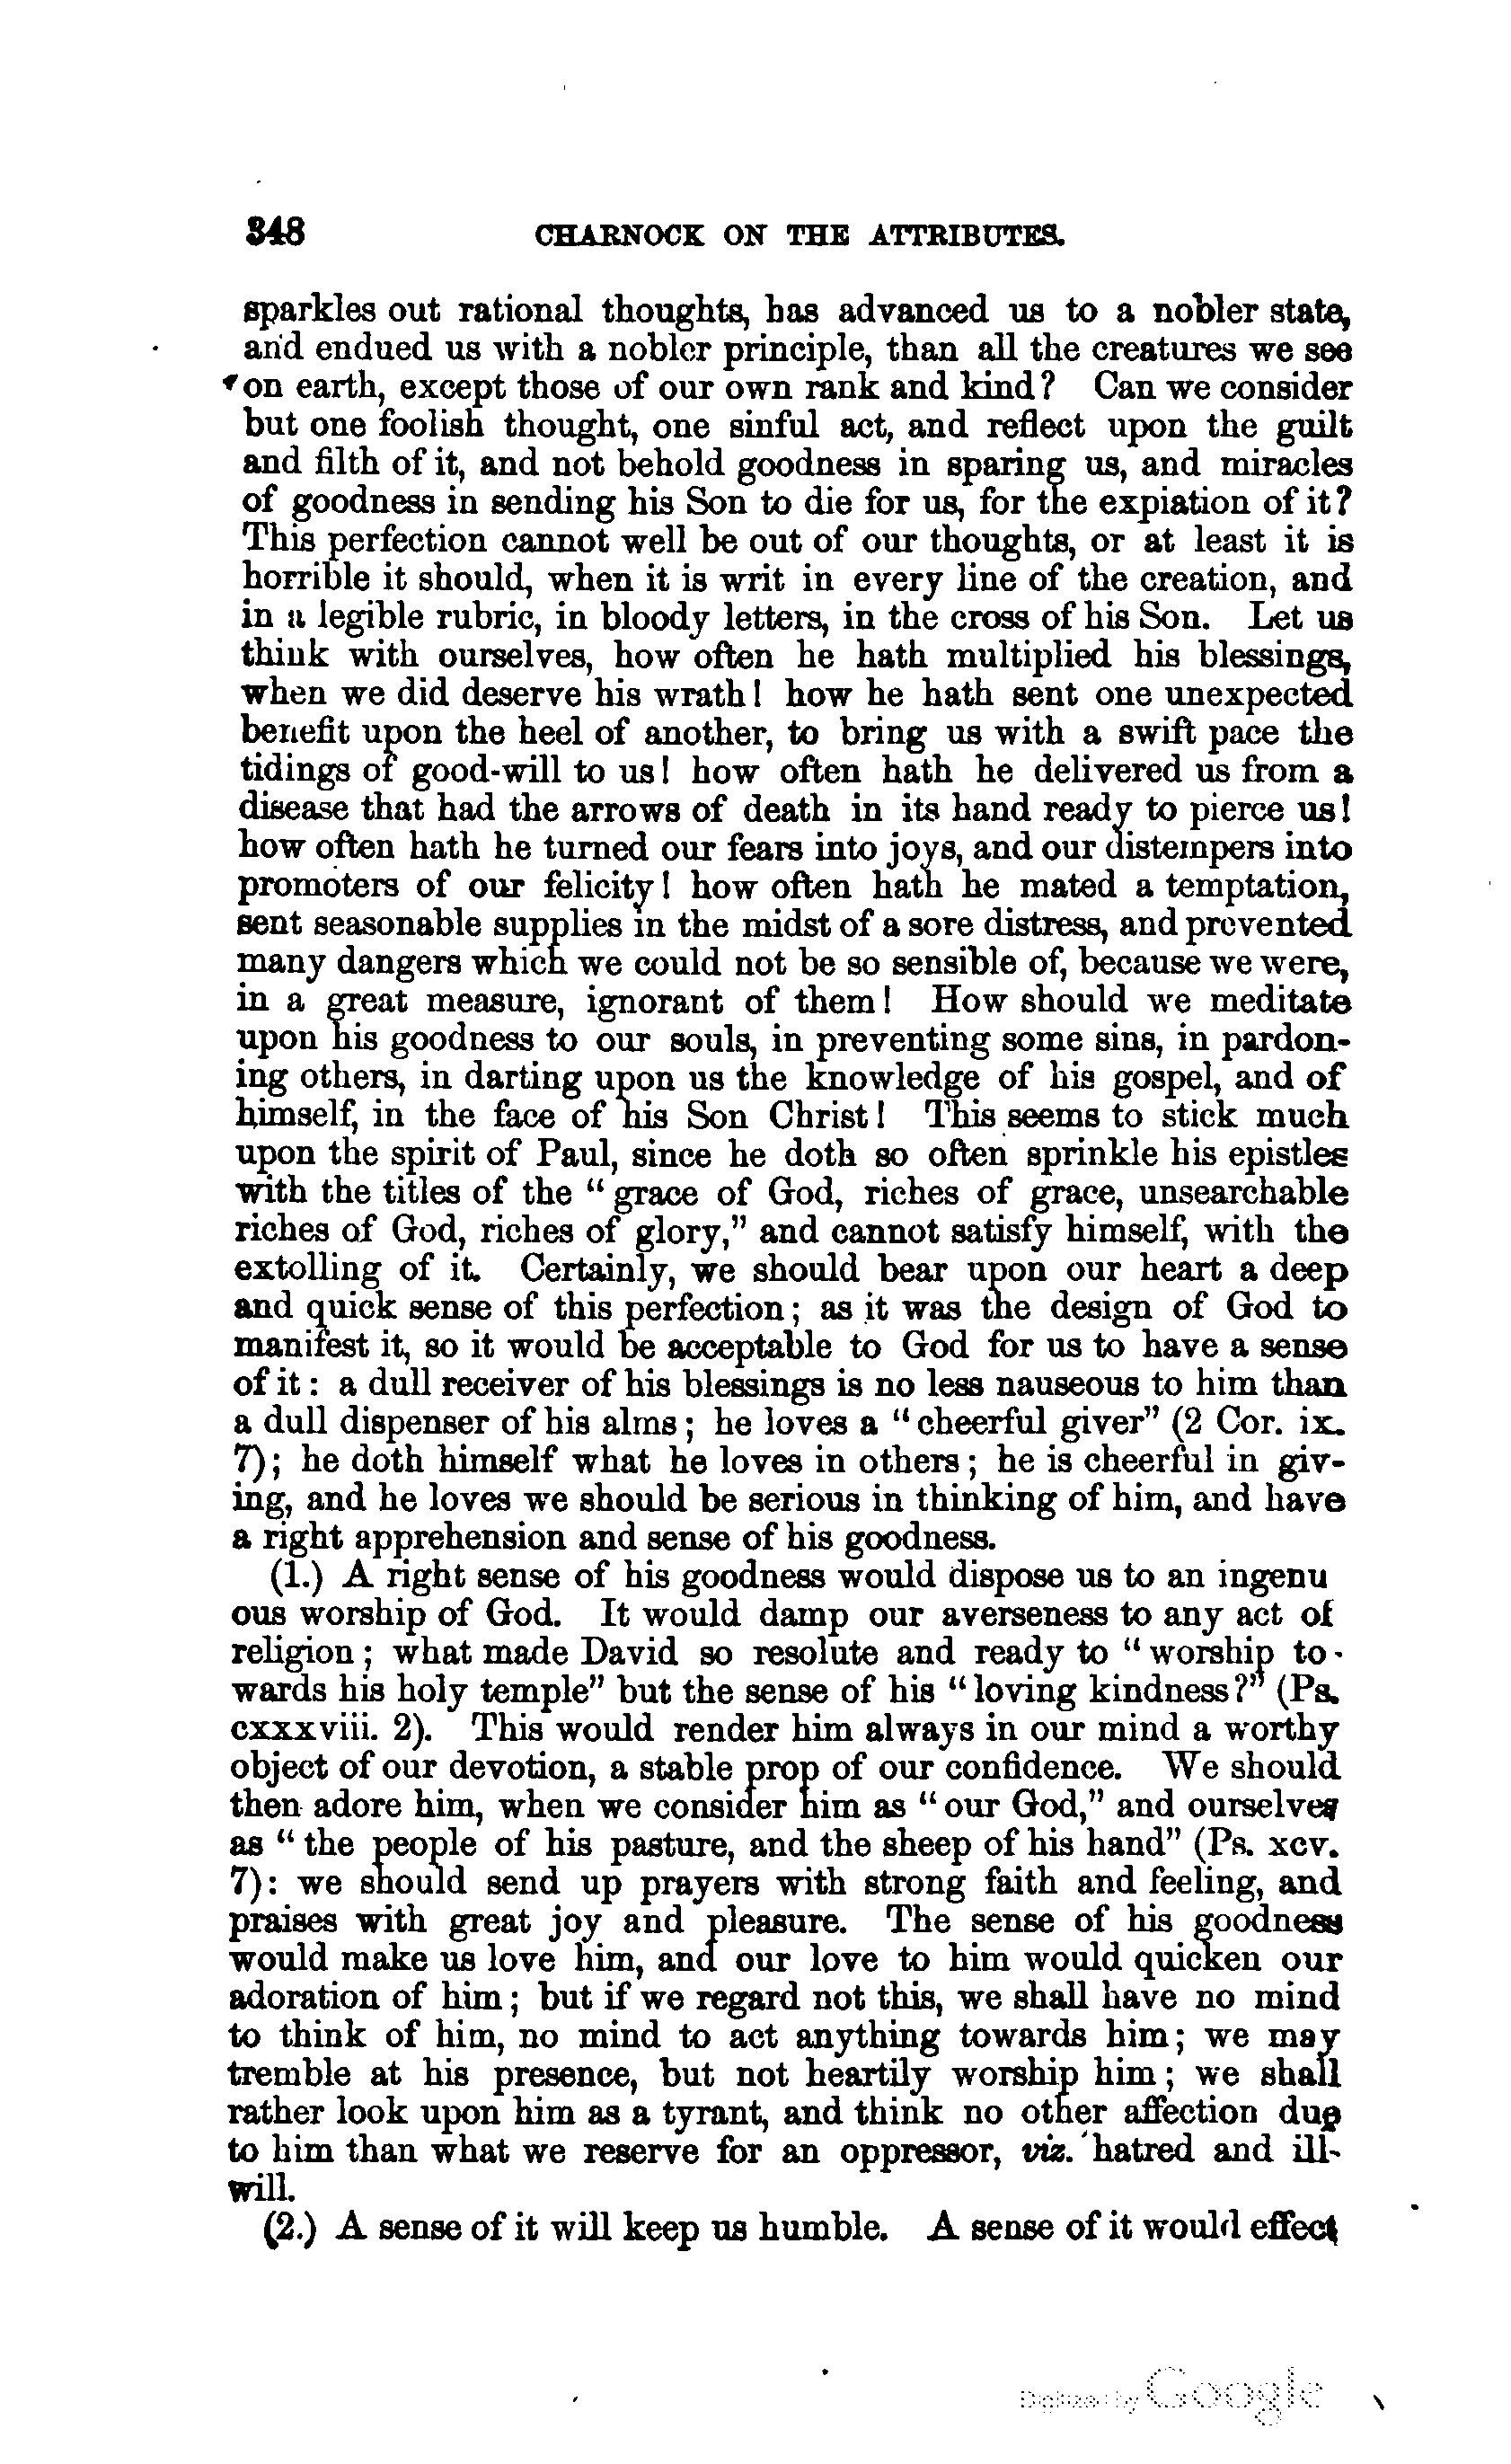 348 CHARNOCK ON THE ATTRIBUTES.
sparkles out rational thoughts, has advanced us to a nobler state,
and endued us with a nobler principle, than all the creatures we see
on earth, except those of our own rank and kind? Can we consider
but one foolish thought, one sinful act, and reflect upon the guilt
and filth of it, and not behold goodness in sparing us, and miracles
of goodness in sending his Son to die for us, for the expiation of it?
This perfection cannot well be out of our thoughts, or at least it is
horrible it should, when it is writ in every line of the creation, and
in a legible rubric, in bloody letters, in the cross of his Son. Let us
think with ourselves, how often he hath multiplied his blessings,
when we did deserve his wrath! how he hath sent one unexpected
benefit upon the heel of another, to bring us with a swift pace the
tidings of good-will to us! how often hath he delivered us from a
disease that had the arrows of death in its hand ready to pierce us!
how often hath he turned our fears into joys, and our distempers into
promoters of our felicity! how often hath he mated a temptation,
sent seasonable supplies in the midst of a sore distress, and prevented
many dangers which we could not be so sensible of, because we were,
in a great measure, ignorant of them! How should we meditate
upon his goodness to our souls, in preventing some sins, in pardon-
ing others, in darting upon us the knowledge of his gospel, and of
himself, in the face of his Son Christ! This seems to stick much
upon the spirit of Paul, since he doth so often sprinkle his epistles
with the titles of the "grace of God, riches of grace, unsearchable
riches of God, riches of glory," and cannot satisfy himself, with the
extolling of it. Certainly, we should bear upon our heart a deep
and quick sense of this perfection; as it was the design of God to
manifest it, so it would be acceptable to God for us to have a sense
of it: a dull receiver of his blessings is no less nauseous to him than
a dull dispenser of his alms; he loves a "cheerful giver" (2 Cor. ix.
7); he doth himself what he loves in others; he is cheerful in giv-
ing, and he loves we should be serious in thinking of him, and have
a right apprehension and sense of his goodness.
(1.) A right sense of his goodness would dispose us to an ingenu
ous worship of God. It would damp our averseness to any act of
religion; what made David so resolute and ready to "worship to-
wards his holy temple" but the sense of his "loving kindness?" (Ps.
cxxxviii. 2). This would render him always in our mind a worthy
object of our devotion, a stable prop of our confidence. We should
then adore him, when we consider him as "our God," and ourselves
as "the people of his pasture, and the sheep of his hand" (Ps. xcv.
7): we should send up prayers with strong faith and feeling, and
praises with great joy and pleasure. The sense of his goodness
would make us love him, and our love to him would quicken our
adoration of him; but if we regard not this, we shall have no mind
to think of him, no mind to act anything towards him; we may
tremble at his presence, but not heartily worship him; we shall
rather look upon him as a tyrant, and think no other affection due
to him than what we reserve for an oppressor, viz. hatred and ill-
will.
(2.) A sense of it will keep us humble. A sense of it would effect
Digitized by Google